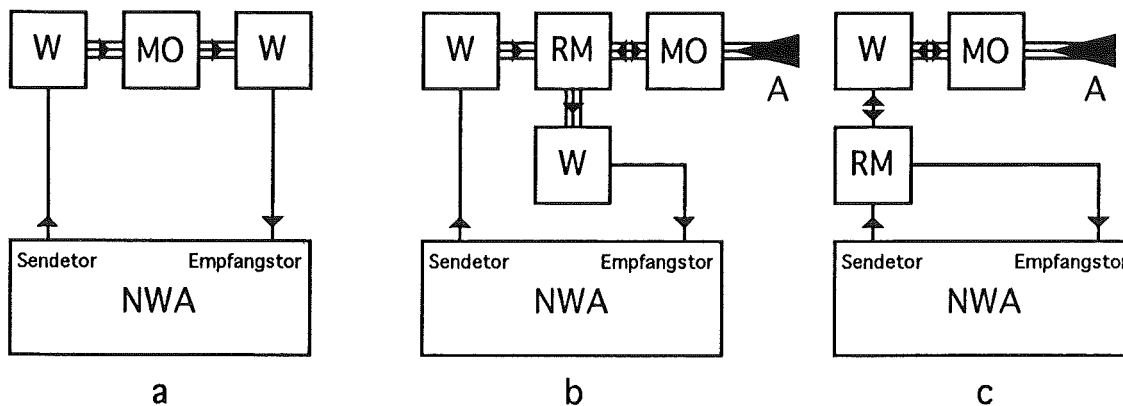 W MO W
Sendetor Empfangstor
NWA
a
W RM MO
A
W
Sendetor Empfangstor
NWA
b
W MO
A
RM
Sendetor Empfangstor
NWA
c